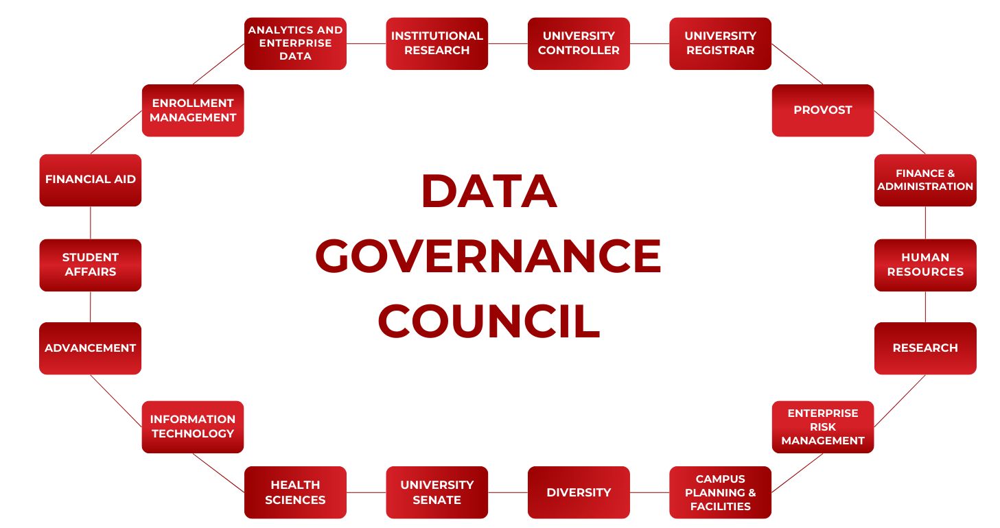 ANALYTICS AND
ENTERPRISE
DATA
INSTITUTIONAL
RESEARCH
UNIVERSITY
CONTROLLER
UNIVERSITY
REGISTRAR
ENROLLMENT
MANAGEMENT
PROVOST
FINANCIAL AID
FINANCE &
ADMINISTRATION
DATA
GOVERNANCE
COUNCIL
STUDENT
AFFAIRS
HUMAN
RESOURCES
ADVANCEMENT
RESEARCH
INFORMATION
TECHNOLOGY
ENTERPRISE
RISK
MANAGEMENT
HEALTH
SCIENCES
UNIVERSITY
SENATE
DIVERSITY
CAMPUS
PLANNING &
FACILITIES